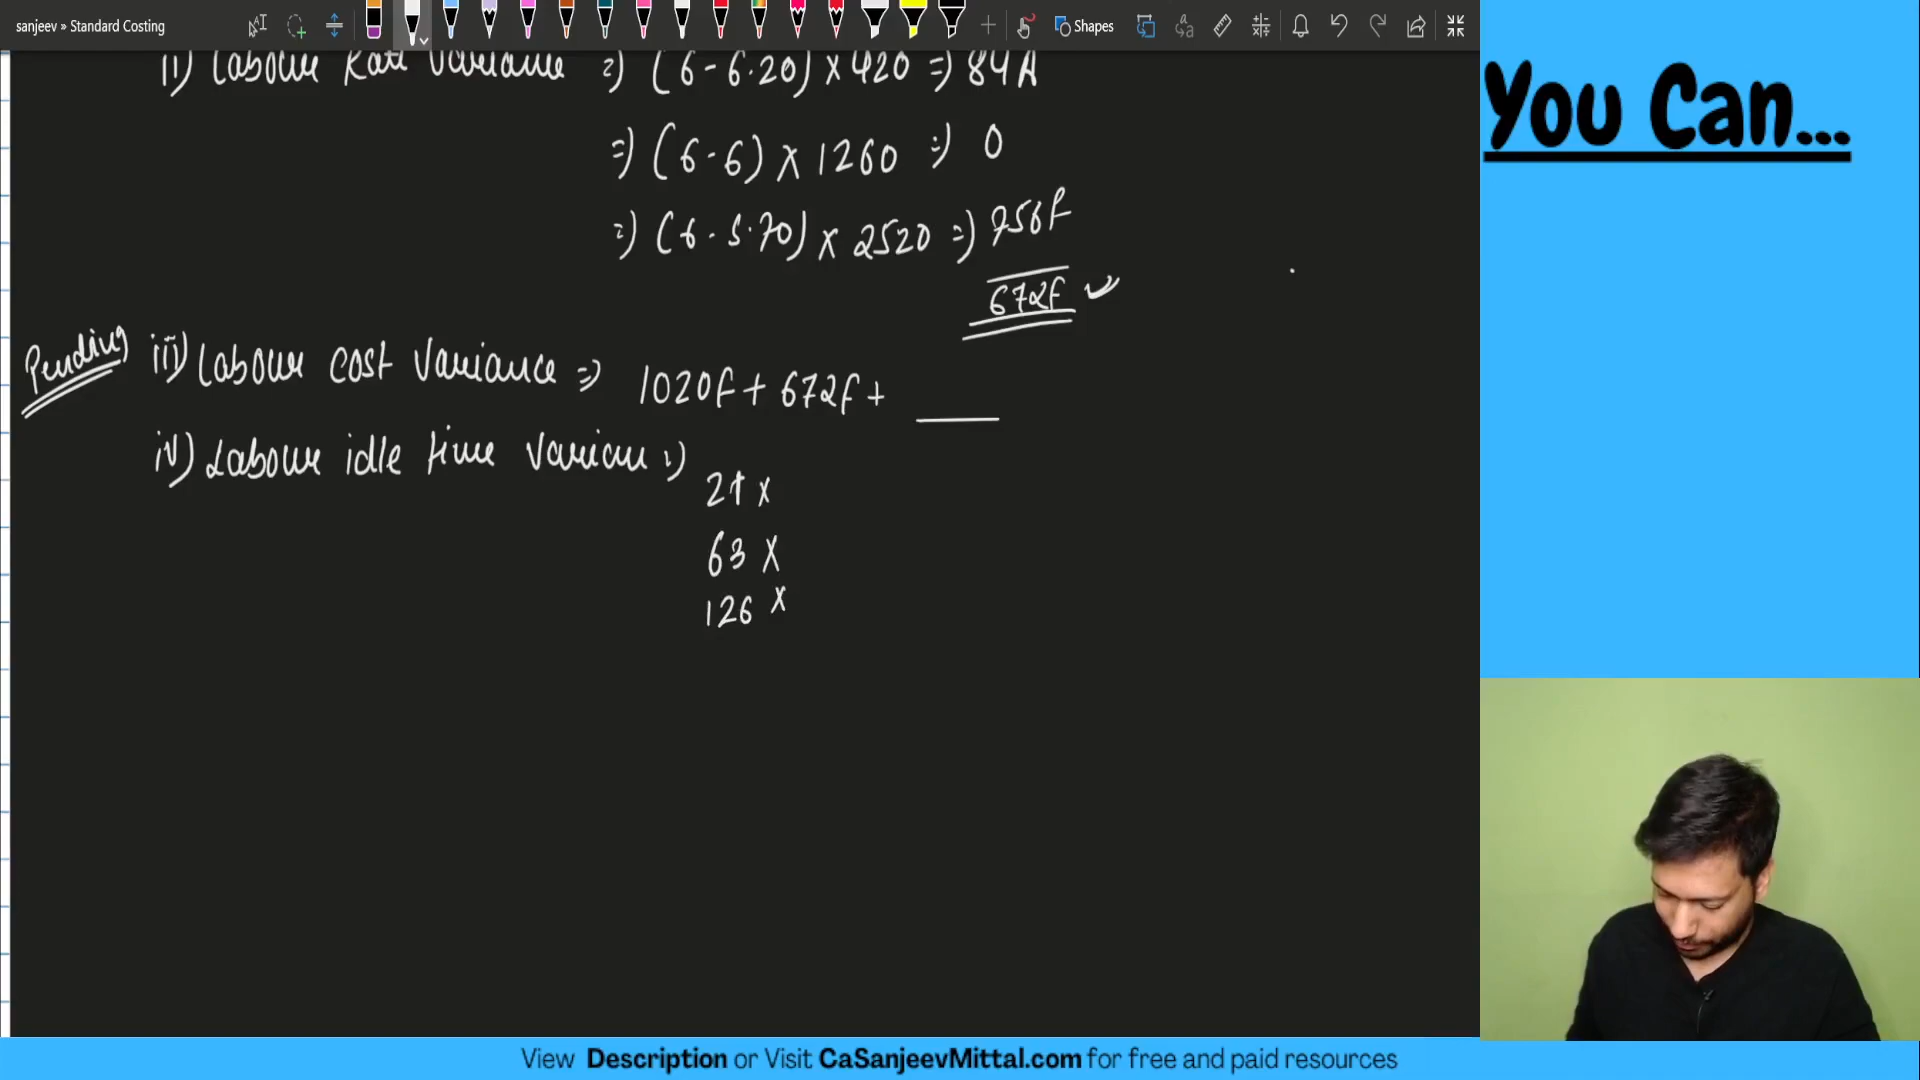 sanjeev » Standard Costing
Shapes
You Can...
ii) Labour Rate Variance => (6 - 6.20) x 420 => 84A
=> (6 - 6) x 1260 => 0
=> (6 - 5.70) x 2520 => 756F
672F ✓
Pending
iii) Labour cost Variance => 1020F + 672F + ____
iv) Labour idle time Varian =>
21 x
63 x
126 x
View Description or Visit CaSanjeevMittal.com for free and paid resources